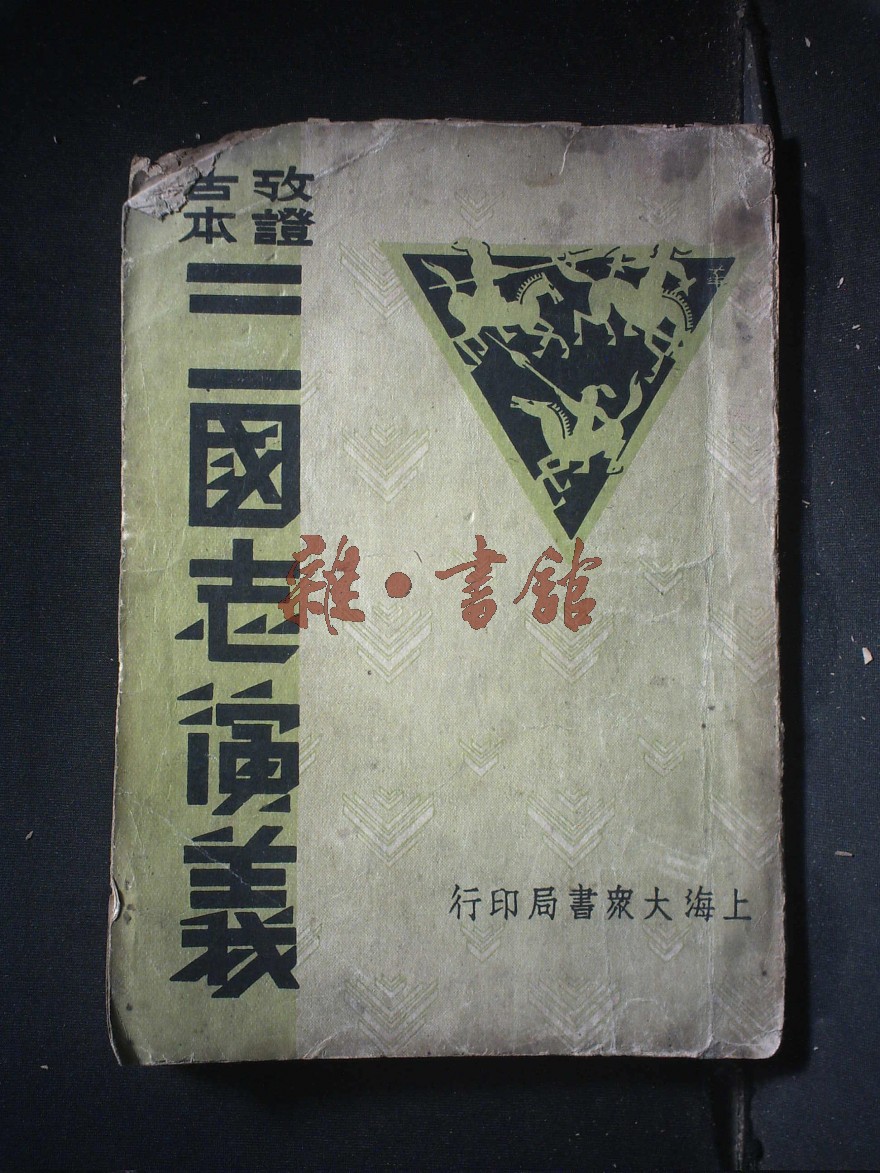 攷證
古本
三國志演義
上海大衆書局印行
雜·書館